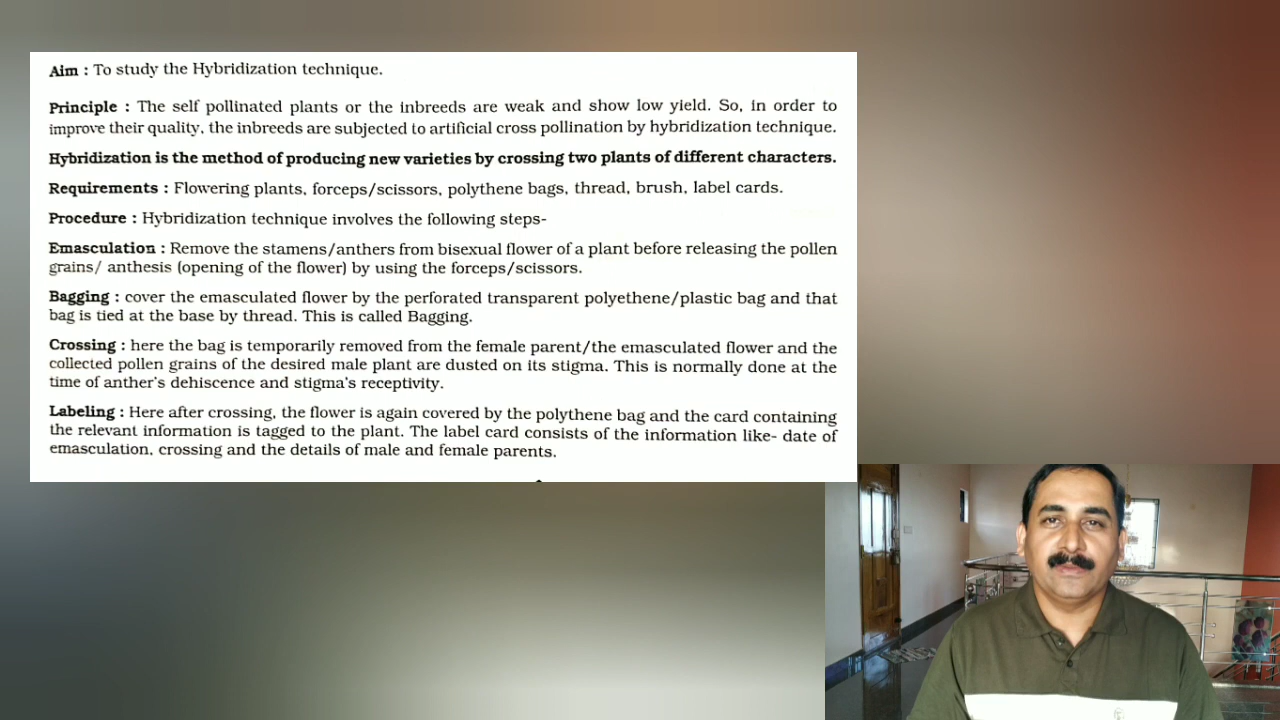 Aim : To study the Hybridization technique.
Principle : The self pollinated plants or the inbreeds are weak and show low yield. So, in order to
improve their quality, the inbreeds are subjected to artificial cross pollination by hybridization technique.
Hybridization is the method of producing new varieties by crossing two plants of different characters.
Requirements : Flowering plants, forceps/scissors, polythene bags, thread, brush, label cards.
Procedure : Hybridization technique involves the following steps-
Emasculation : Remove the stamens/anthers from bisexual flower of a plant before releasing the pollen
grains/ anthesis (opening of the flower) by using the forceps/scissors.
Bagging : cover the emasculated flower by the perforated transparent polyethene/plastic bag and that
bag is tied at the base by thread. This is called Bagging.
Crossing : here the bag is temporarily removed from the female parent/the emasculated flower and the
collected pollen grains of the desired male plant are dusted on its stigma. This is normally done at the
time of anther's dehiscence and stigma's receptivity.
Labeling : Here after crossing, the flower is again covered by the polythene bag and the card containing
the relevant information is tagged to the plant. The label card consists of the information like- date of
emasculation, crossing and the details of male and female parents.